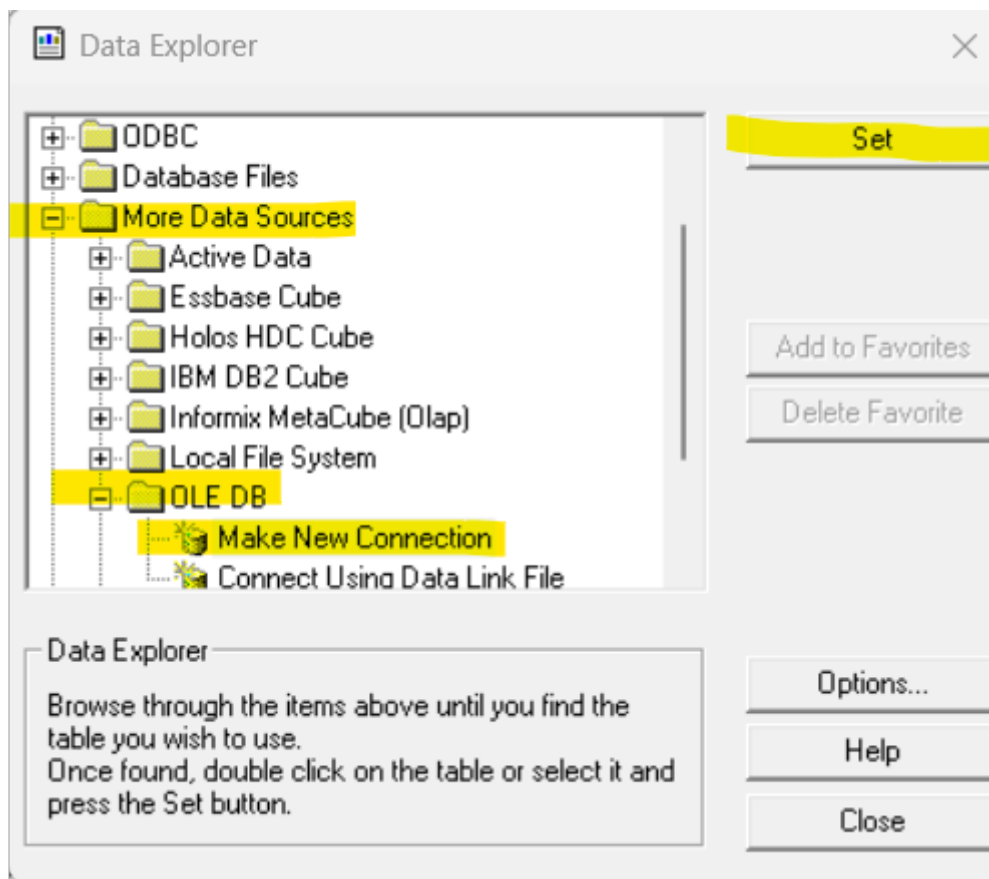 Data Explorer
ODBC
Set
Database Files
More Data Sources
Active Data
Essbase Cube
Holos HDC Cube
Add to Favorites
IBM DB2 Cube
Informix MetaCube (Olap)
Delete Favorite
Local File System
OLE DB
Make New Connection
Connect Using Data Link File
Data Explorer
Browse through the items above until you find the
table you wish to use.
Once found, double click on the table or select it and
press the Set button.
Options...
Help
Close